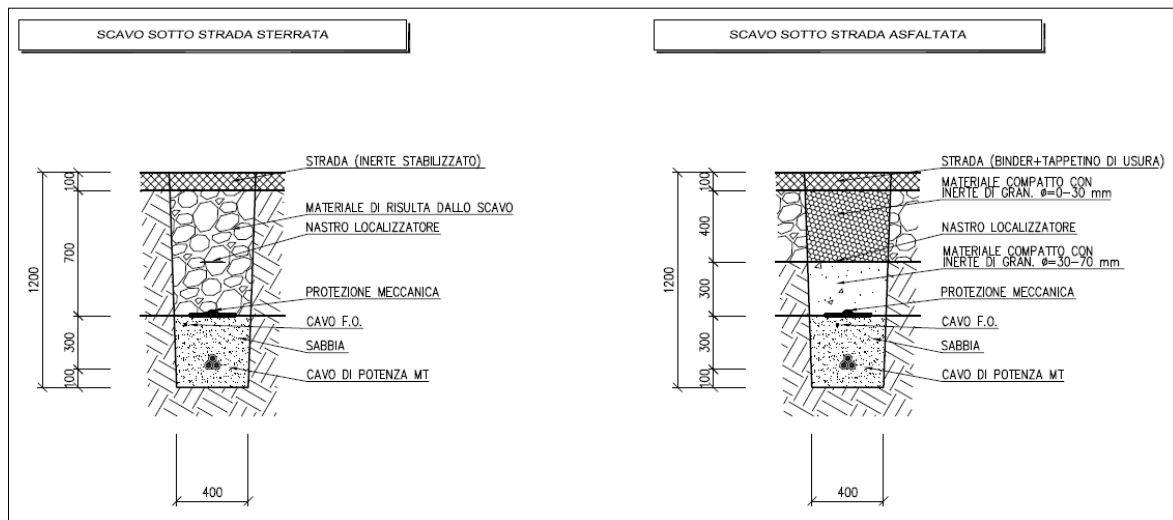 SCAVO SOTTO STRADA STERRATA
STRADA (INERTE STABILIZZATO)
MATERIALE DI RISULTA DALLO SCAVO
NASTRO LOCALIZZATORE
PROTEZIONE MECCANICA
CAVO F.O.
SABBIA
CAVO DI POTENZA MT
1200
100
700
300
100
400
SCAVO SOTTO STRADA ASFALTATA
STRADA (BINDER+TAPPETINO DI USURA)
MATERIALE COMPATTO CON
INERTE DI GRAN. ø=0-30 mm
NASTRO LOCALIZZATORE
MATERIALE COMPATTO CON
INERTE DI GRAN. ø=30-70 mm
PROTEZIONE MECCANICA
CAVO F.O.
SABBIA
CAVO DI POTENZA MT
1200
100
400
300
300
100
400